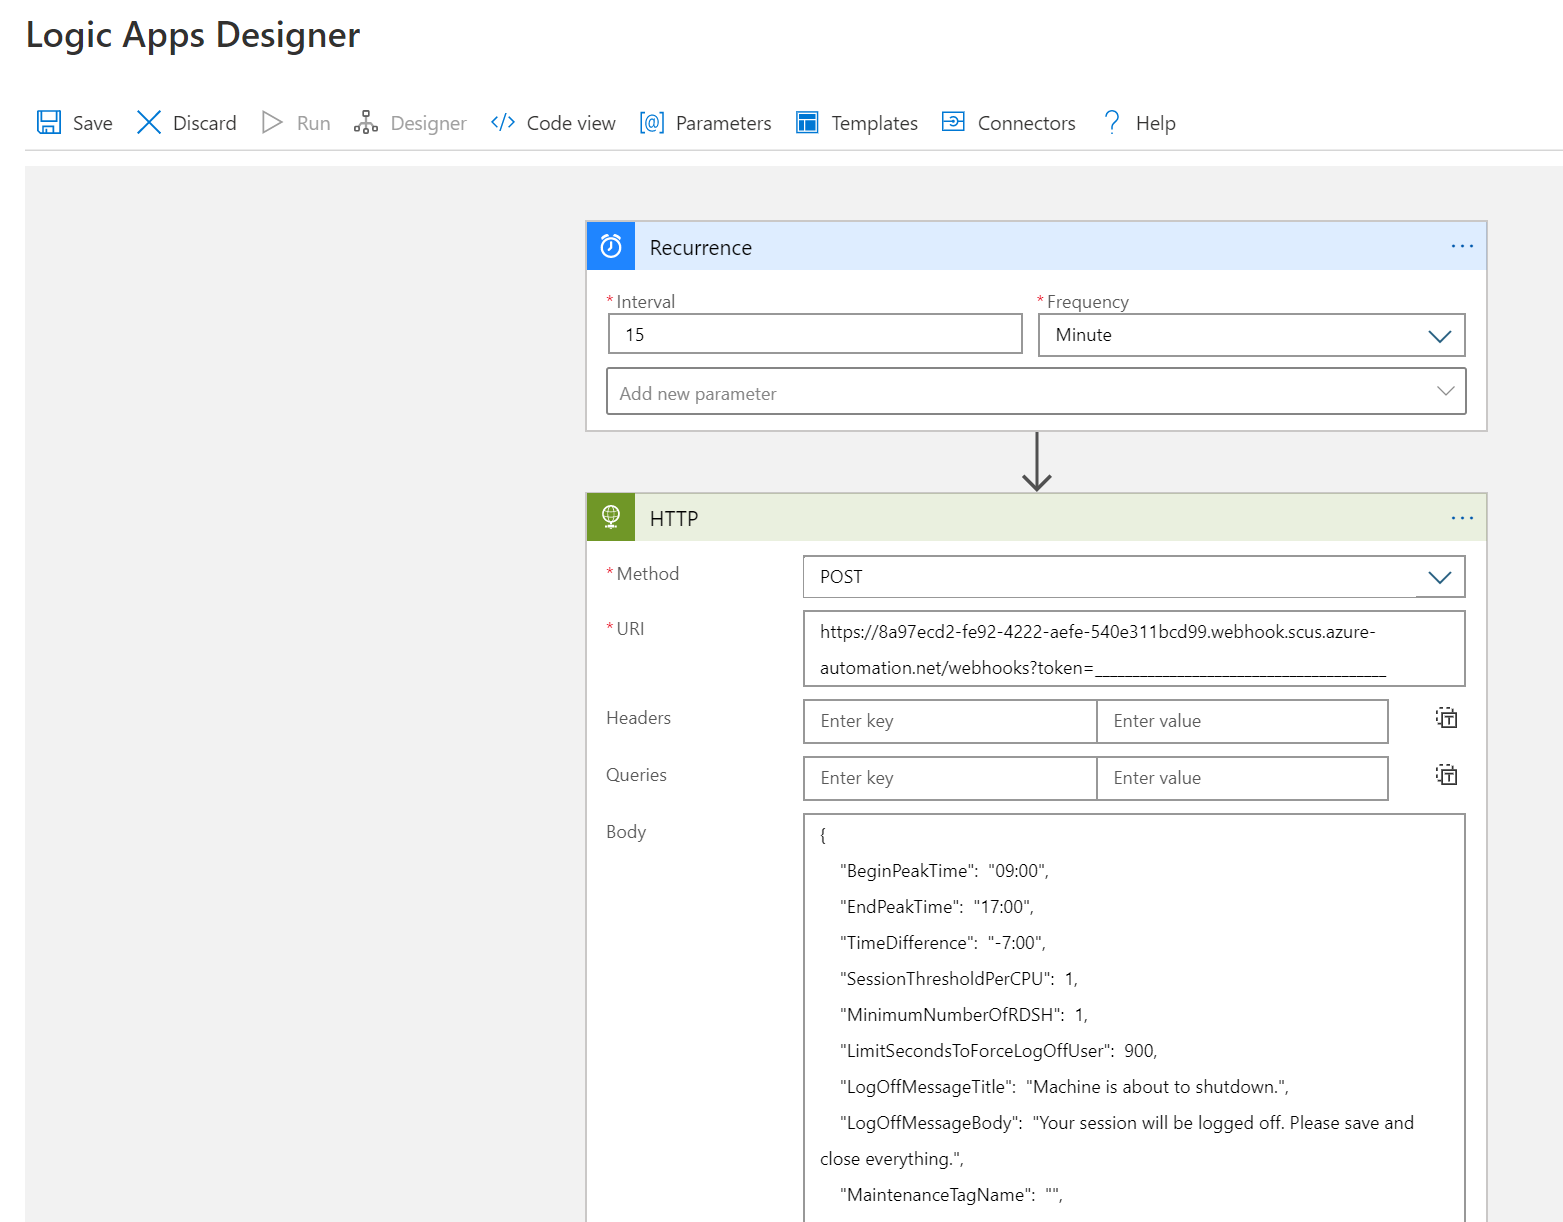 Logic Apps Designer
Save Discard Run Designer </> Code view [@] Parameters Templates Connectors ? Help
Recurrence ...
* Interval * Frequency
15 Minute
Add new parameter
HTTP ...
* Method POST
* URI https://8a97ecd2-fe92-4222-aefe-540e311bcd99.webhook.scus.azure-
automation.net/webhooks?token=_______________________________________
Headers Enter key Enter value
Queries Enter key Enter value
Body {
"BeginPeakTime": "09:00",
"EndPeakTime": "17:00",
"TimeDifference": "-7:00",
"SessionThresholdPerCPU": 1,
"MinimumNumberOfRDSH": 1,
"LimitSecondsToForceLogOffUser": 900,
"LogOffMessageTitle": "Machine is about to shutdown.",
"LogOffMessageBody": "Your session will be logged off. Please save and
close everything.",
"MaintenanceTagName": "",